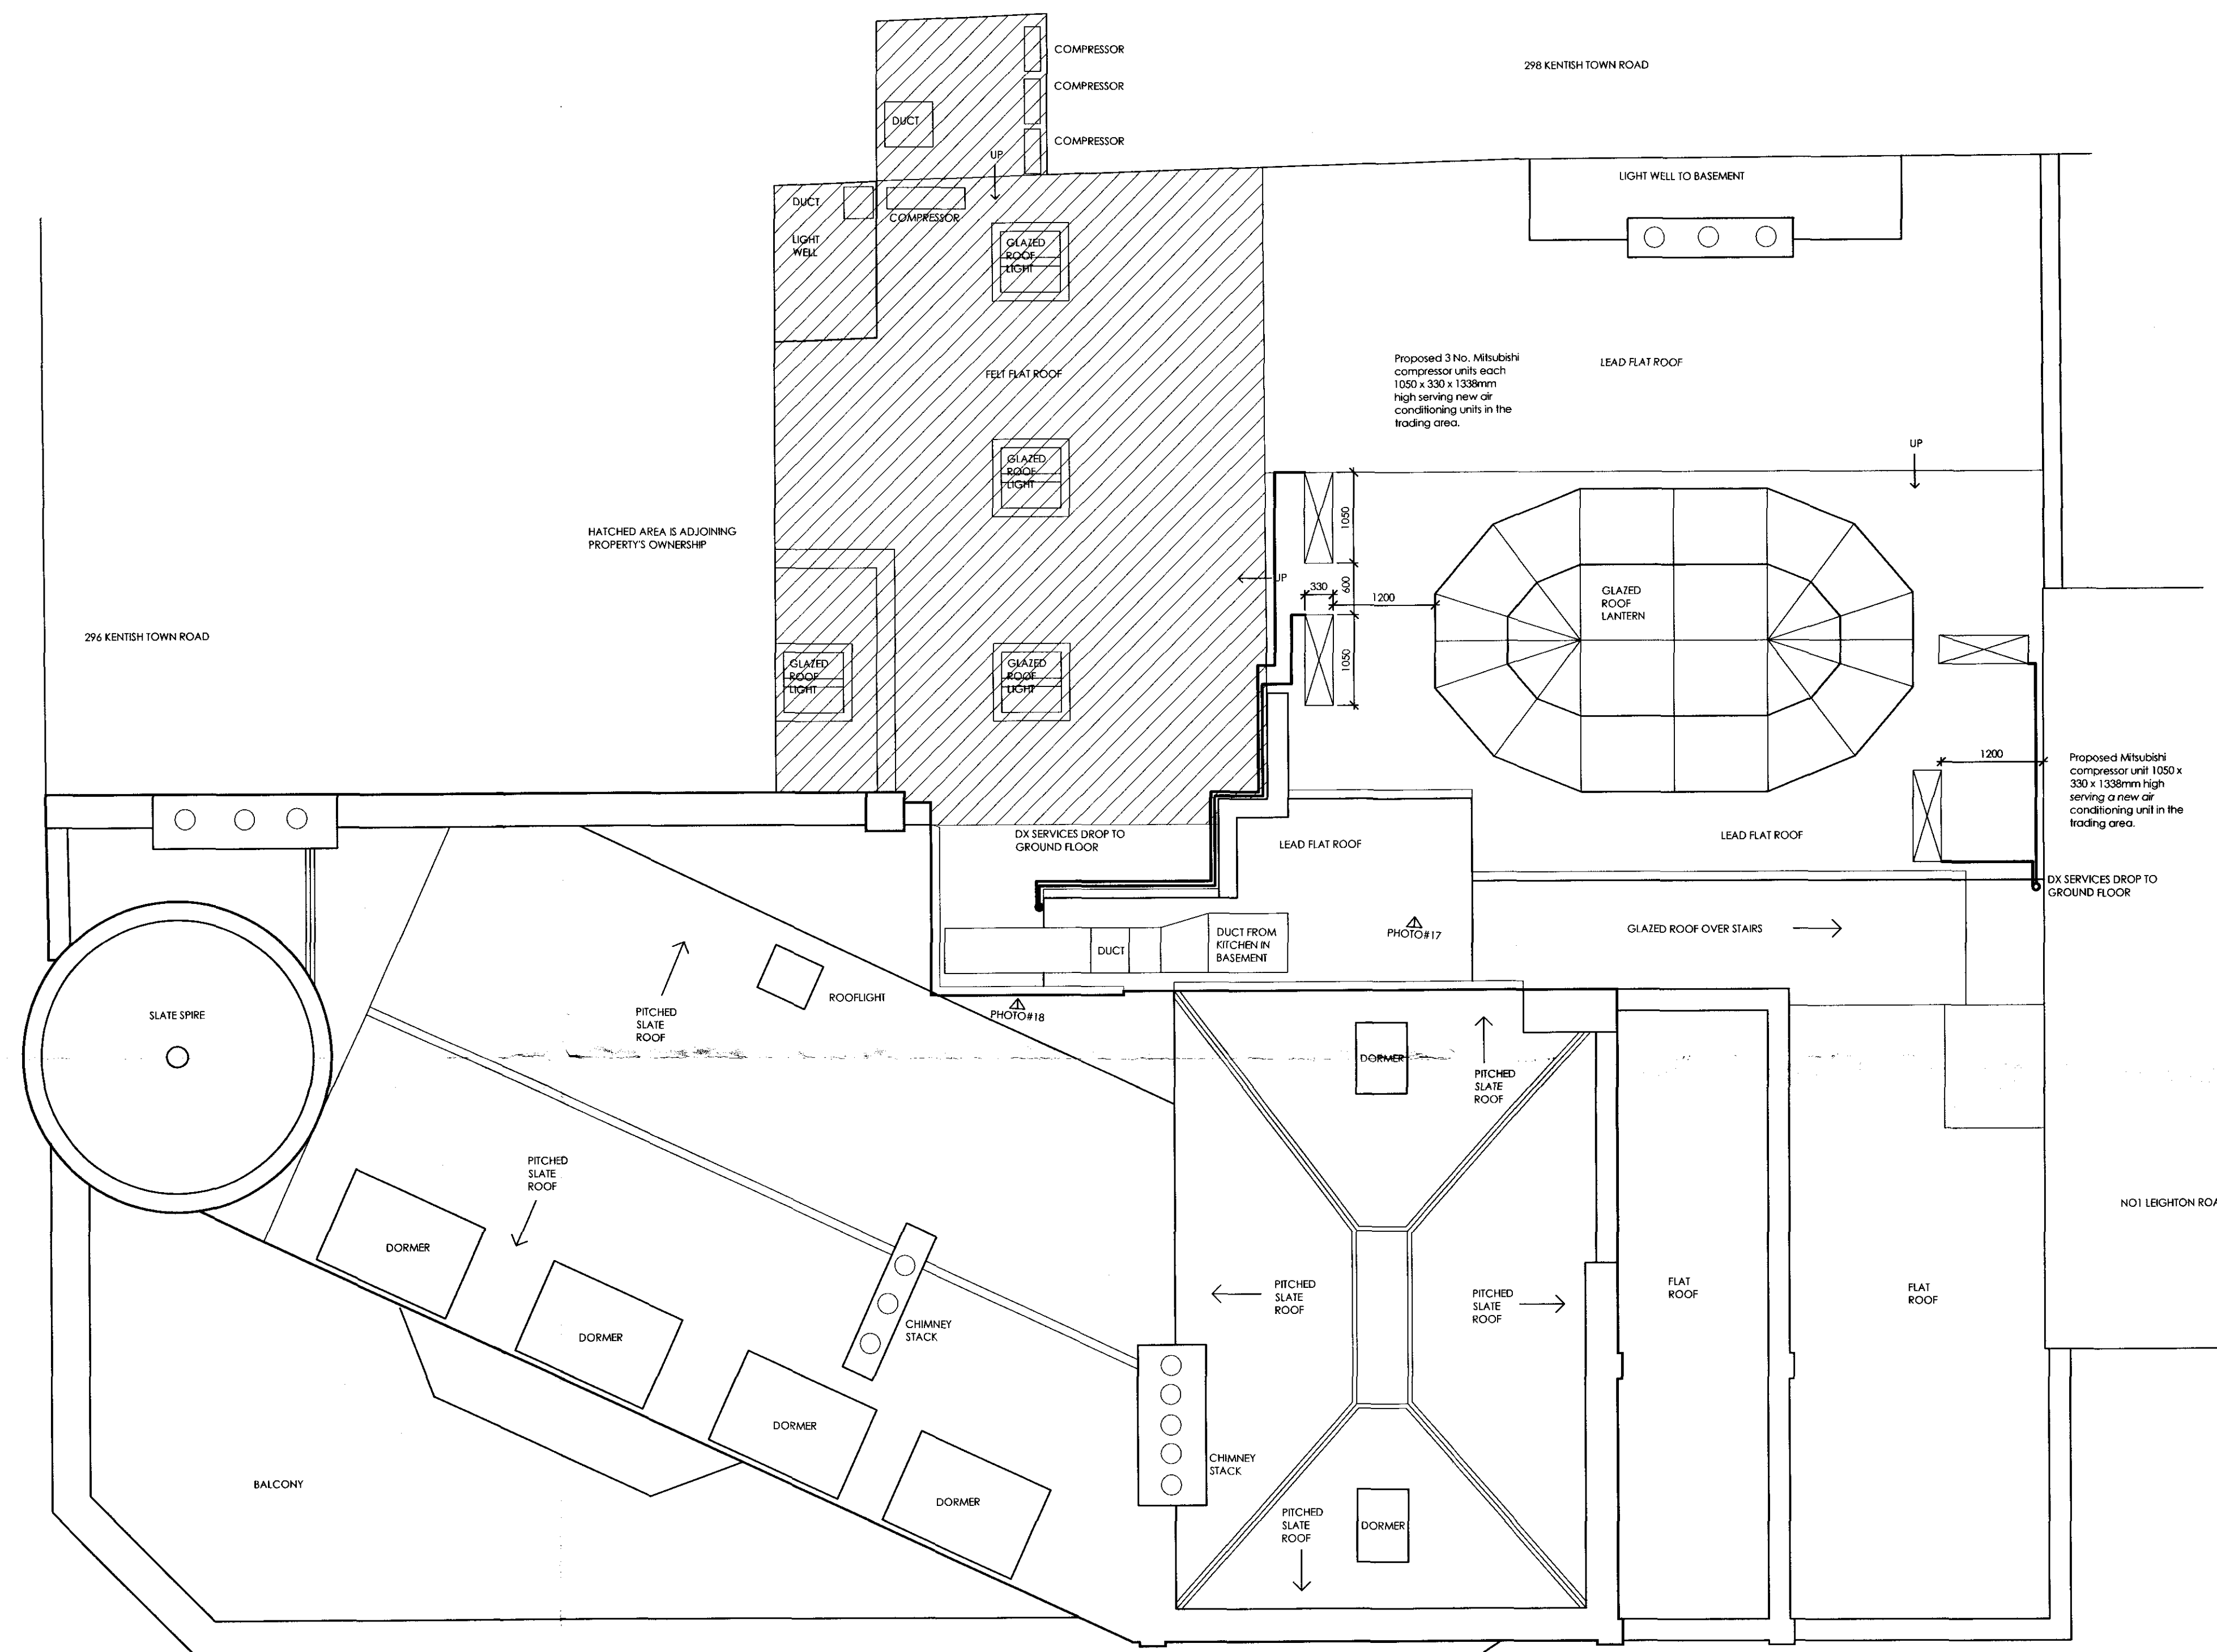 COMPRESSOR
298 KENTISH TOWN ROAD
COMPRESSOR
DUCT
COMPRESSOR
UP
LIGHT WELL TO BASEMENT
DUCT
COMPRESSOR
LIGHT
WELL
GLAZED
ROOF
LIGHT
Proposed 3 No. Mitsubishi
compressor units each
1050 x 330 x 1338mm
high serving new air
conditioning units in the
trading area.
LEAD FLAT ROOF
FELT FLAT ROOF
UP
GLAZED
ROOF
LIGHT
1050
HATCHED AREA IS ADJOINING
PROPERTY'S OWNERSHIP
UP
330
600
1200
GLAZED
ROOF
LANTERN
296 KENTISH TOWN ROAD
GLAZED
ROOF
LIGHT
GLAZED
ROOF
LIGHT
1050
1200
Proposed Mitsubishi
compressor unit 1050 x
330 x 1338mm high
serving a new air
conditioning unit in the
trading area.
DX SERVICES DROP TO
GROUND FLOOR
LEAD FLAT ROOF
LEAD FLAT ROOF
DX SERVICES DROP TO
GROUND FLOOR
PHOTO#17
GLAZED ROOF OVER STAIRS
DUCT
DUCT FROM
KITCHEN IN
BASEMENT
ROOFLIGHT
PHOTO#18
SLATE SPIRE
PITCHED
SLATE
ROOF
DORMER
PITCHED
SLATE
ROOF
PITCHED
SLATE
ROOF
NO1 LEIGHTON ROA
DORMER
DORMER
CHIMNEY
STACK
PITCHED
SLATE
ROOF
PITCHED
SLATE
ROOF
FLAT
ROOF
FLAT
ROOF
DORMER
DORMER
CHIMNEY
STACK
BALCONY
PITCHED
SLATE
ROOF
DORMER